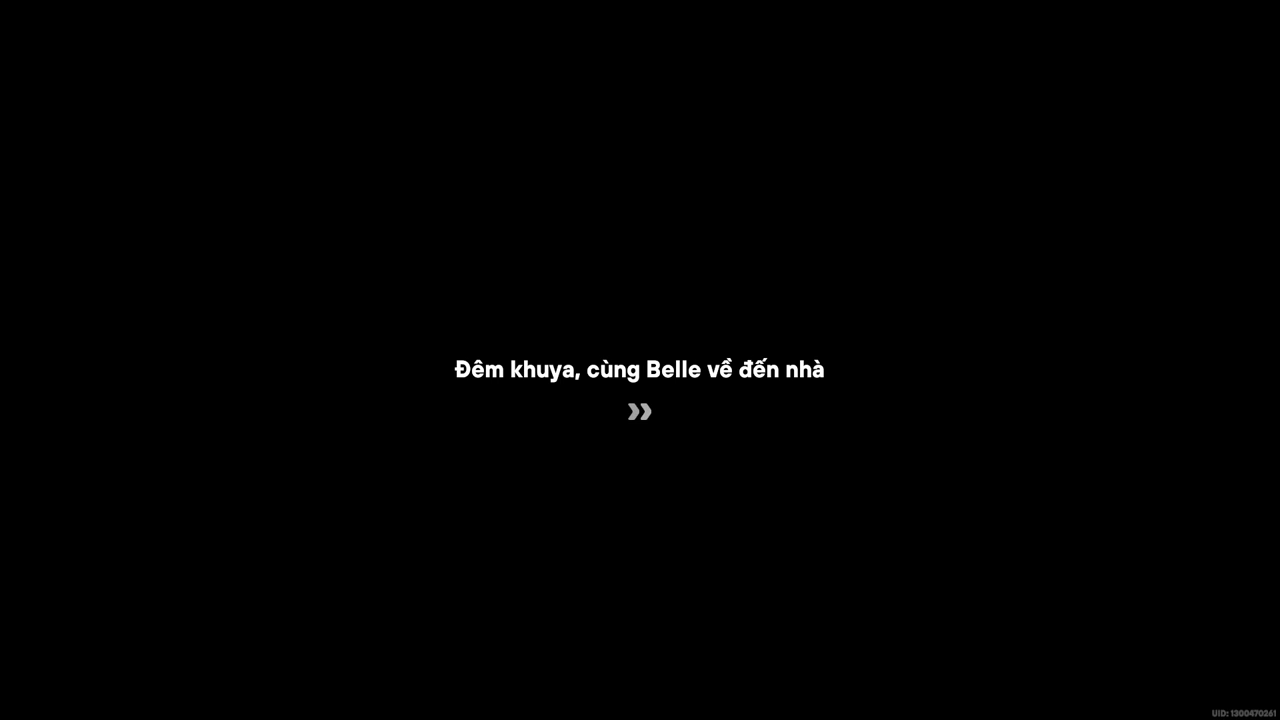 Đêm khuya, cùng Belle về đến nhà
UID: 1300470261